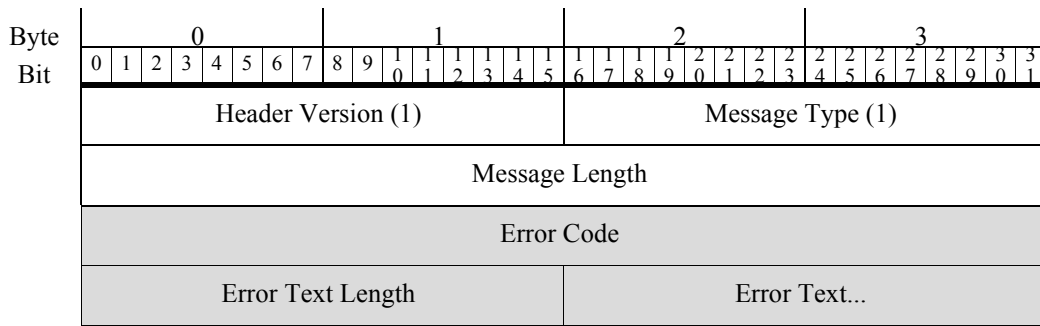 Byte 0 1 2 3
Bit 0 1 2 3 4 5 6 7 8 9 10 11 12 13 14 15 16 17 18 19 20 21 22 23 24 25 26 27 28 29 30 31
Header Version (1) Message Type (1)
Message Length
Error Code
Error Text Length Error Text...